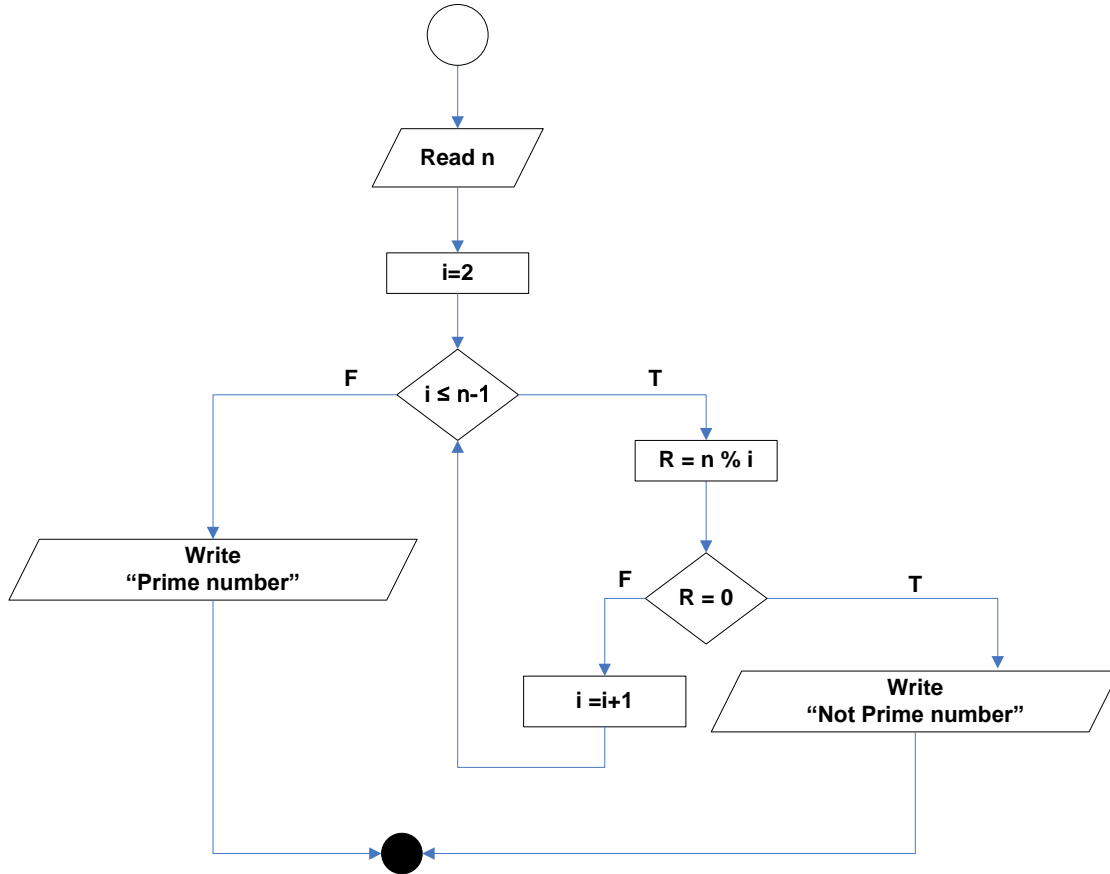 Read n
i=2
F
i ≤ n-1
T
R = n % i
Write
“Prime number”
F
R = 0
T
i =i+1
Write
“Not Prime number”